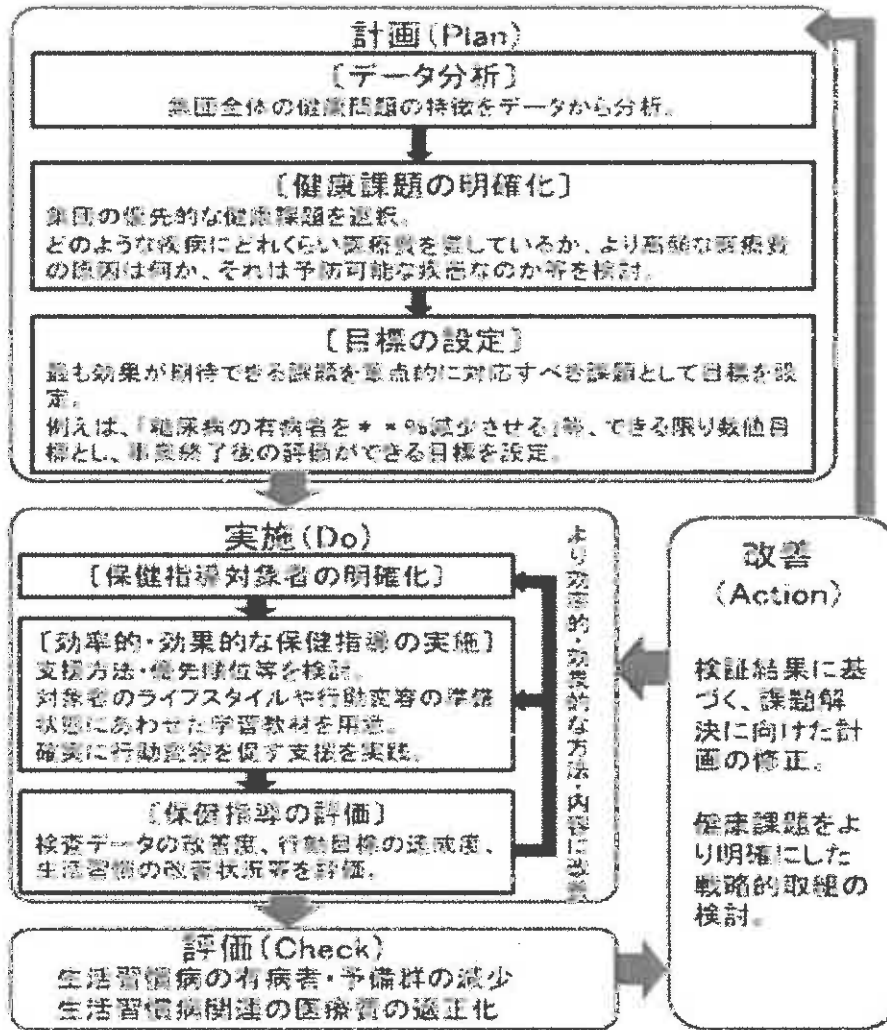 計画(Plan)
〔データ分析〕
集団全体の健康問題の特徴をデータから分析。
〔健康課題の明確化〕
集団の優先的な健康課題を選択。
どのような疾病にどれくらい医療費を要しているか、より高額な医療費
の原因は何か、それは予防可能な疾患なのか等を検討。
〔目標の設定〕
最も効果が期待できる課題を重点的に対応すべき課題として目標を設
定。
例えば、「糖尿病の有病者を**%減少させる」等、できる限り数値目
標とし、事業終了後の評価ができる目標を設定。
実施(Do)
〔保健指導対象者の明確化〕
〔効率的・効果的な保健指導の実施〕
支援方法・優先順位等を検討。
対象者のライフスタイルや行動変容の準備
状態にあわせた学習教材を用意。
確実に行動変容を促す支援を実践。
〔保健指導の評価〕
検査データの改善度、行動目標の達成度、
生活習慣の改善状況等を評価。
より効率的・効果的な方法・内容に改善
改善
(Action)
検証結果に基
づく、課題解
決に向けた計
画の修正。
健康課題をよ
り明確にした
戦略的取組の
検討。
評価(Check)
生活習慣病の有病者・予備群の減少
生活習慣病関連の医療費の適正化